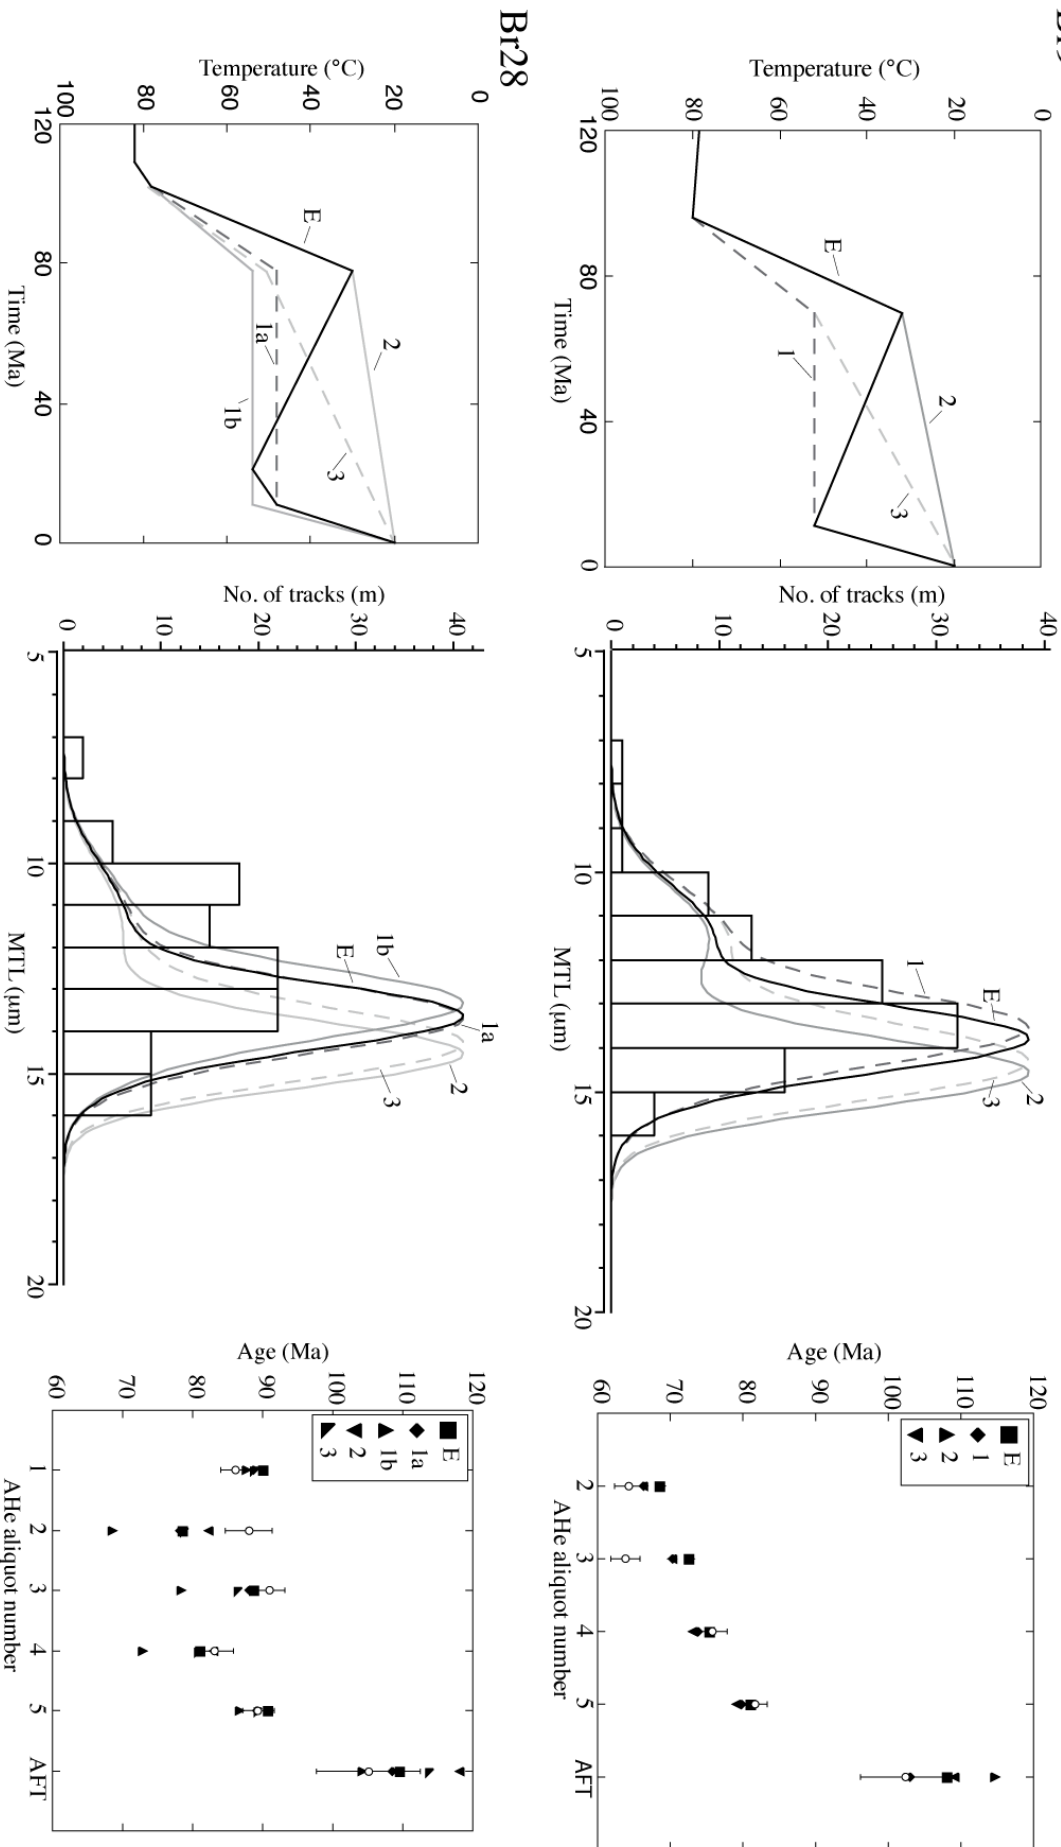 Temperature (°C)
0
20
40
60
80
100
E
2
1
3
120
80
40
0
Time (Ma)
No. of tracks (m)
40
30
20
10
0
1
E
2
3
5
10
15
20
MTL (μm)
Age (Ma)
120
110
100
90
80
70
60
E
1
2
3
2
3
4
5
AFT
AHe aliquot number
Br28
Temperature (°C)
0
20
40
60
80
100
E
2
1a
3
1b
120
80
40
0
Time (Ma)
No. of tracks (m)
40
30
20
10
0
1b
E
1a
2
3
5
10
15
20
MTL (μm)
Age (Ma)
120
110
100
90
80
70
60
E
1a
1b
2
3
1
2
3
4
5
AFT
AHe aliquot number